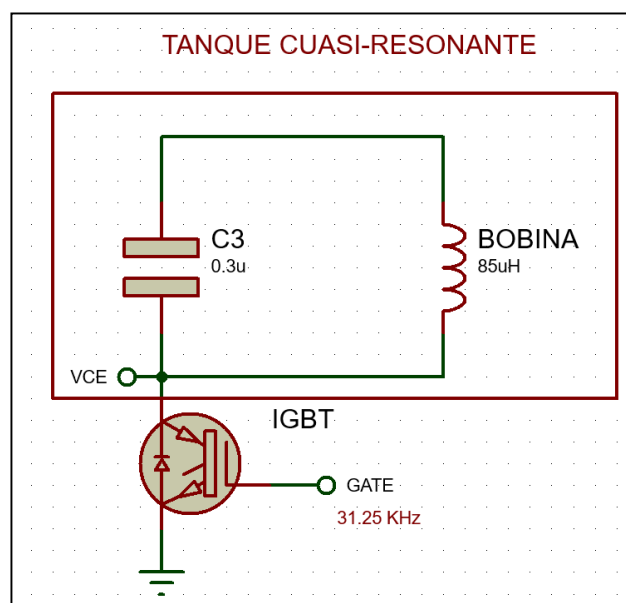 TANQUE CUASI-RESONANTE
C3
0.3u
BOBINA
85uH
VCE
IGBT
GATE
31.25 KHz